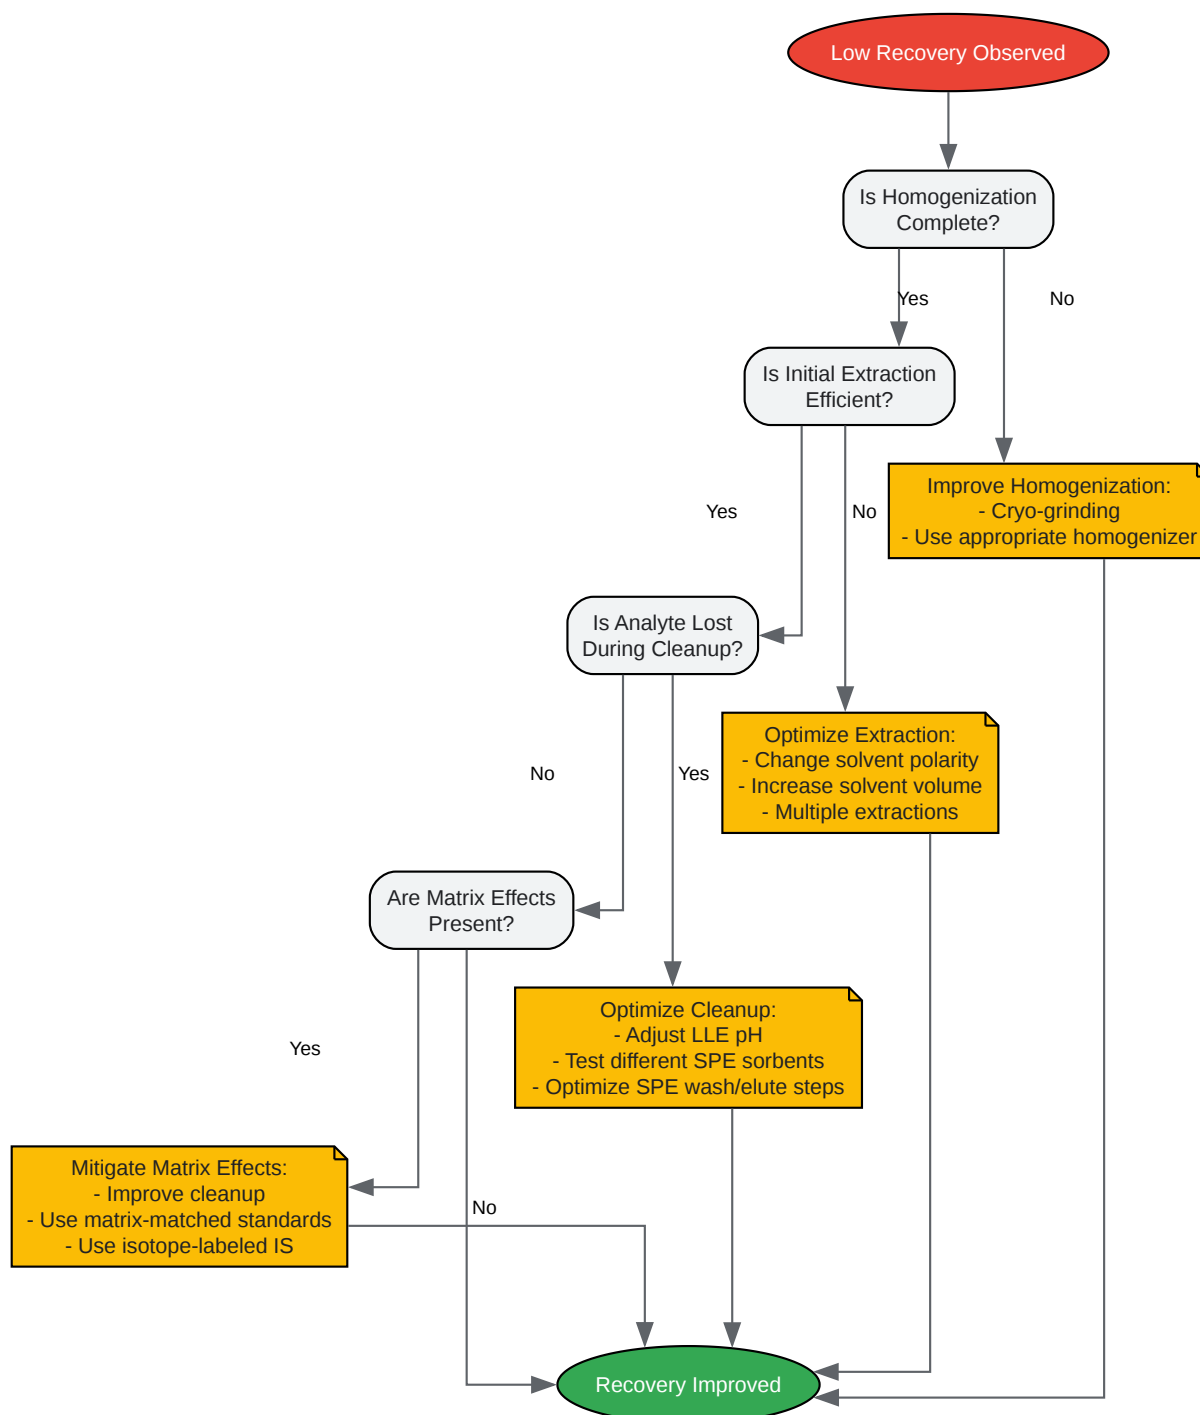 Low Recovery Observed
Is Homogenization
Complete?
Yes
No
Is Initial Extraction
Efficient?
Improve Homogenization:
- Cryo-grinding
- Use appropriate homogenizer
Yes
No
Is Analyte Lost
During Cleanup?
Optimize Extraction:
- Change solvent polarity
- Increase solvent volume
- Multiple extractions
No
Yes
Are Matrix Effects
Present?
Optimize Cleanup:
- Adjust LLE pH
- Test different SPE sorbents
- Optimize SPE wash/elute steps
Yes
Mitigate Matrix Effects:
- Improve cleanup
- Use matrix-matched standards
- Use isotope-labeled IS
No
Recovery Improved